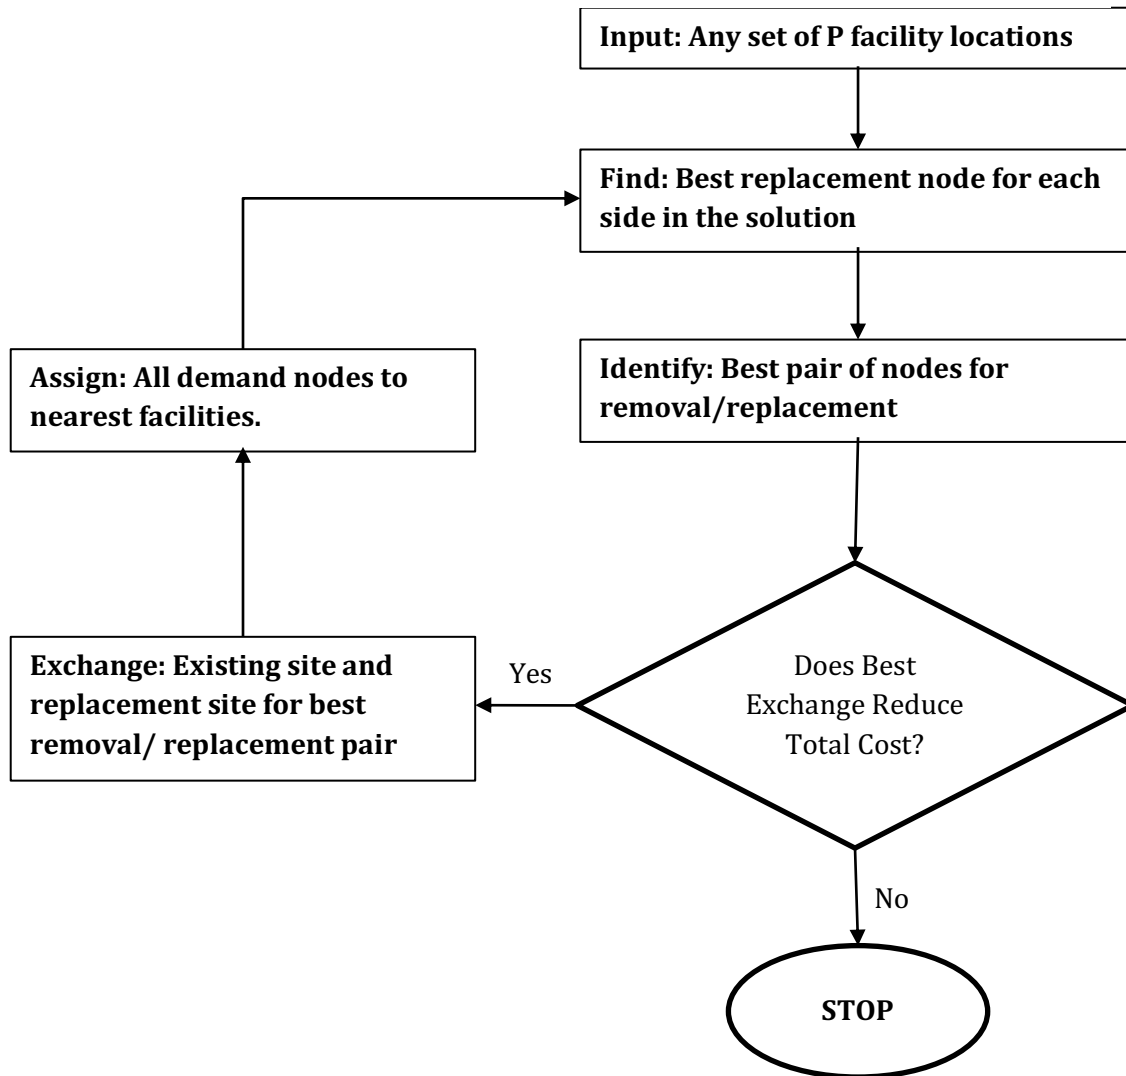 Input: Any set of P facility locations
Find: Best replacement node for each
side in the solution
Assign: All demand nodes to
nearest facilities.
Identify: Best pair of nodes for
removal/replacement
Exchange: Existing site and
replacement site for best
removal/ replacement pair
Yes
Does Best
Exchange Reduce
Total Cost?
No
STOP